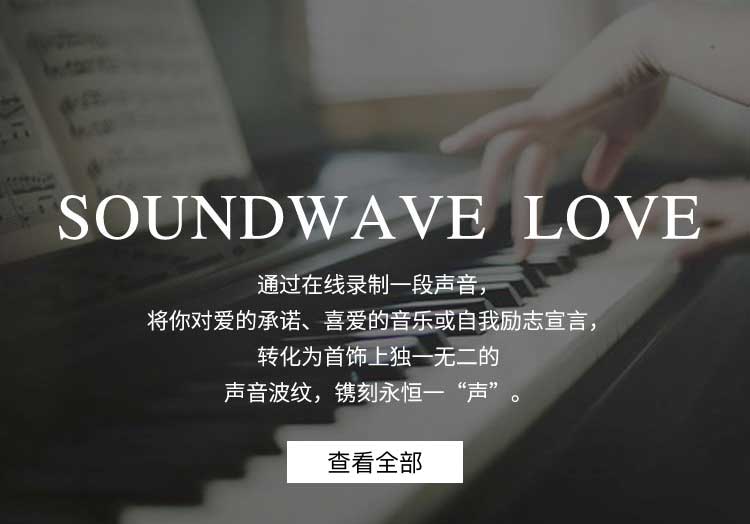 SOUNDWAVE LOVE
通过在线录制一段声音，
将你对爱的承诺、喜爱的音乐或自我励志宣言，
转化为首饰上独一无二的
声音波纹，镌刻永恒一“声”。
查看全部